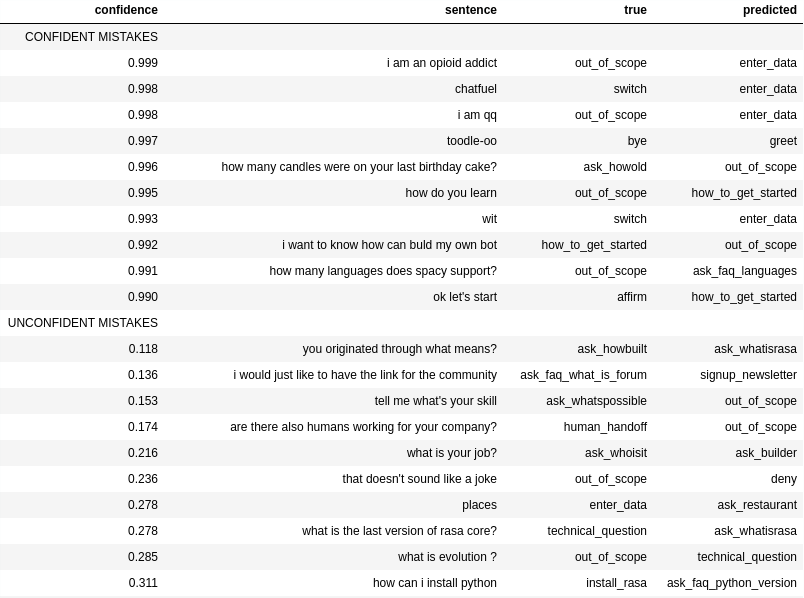 confidence sentence true predicted
CONFIDENT MISTAKES
0.999 i am an opioid addict out_of_scope enter_data
0.998 chatfuel switch enter_data
0.998 i am qq out_of_scope enter_data
0.997 toodle-oo bye greet
0.996 how many candles were on your last birthday cake? ask_howold out_of_scope
0.995 how do you learn out_of_scope how_to_get_started
0.993 wit switch enter_data
0.992 i want to know how can buld my own bot how_to_get_started out_of_scope
0.991 how many languages does spacy support? out_of_scope ask_faq_languages
0.990 ok let's start affirm how_to_get_started
UNCONFIDENT MISTAKES
0.118 you originated through what means? ask_howbuilt ask_whatisrasa
0.136 i would just like to have the link for the community ask_faq_what_is_forum signup_newsletter
0.153 tell me what's your skill ask_whatspossible out_of_scope
0.174 are there also humans working for your company? human_handoff out_of_scope
0.216 what is your job? ask_whoisit ask_builder
0.236 that doesn't sound like a joke out_of_scope deny
0.278 places enter_data ask_restaurant
0.278 what is the last version of rasa core? technical_question ask_whatisrasa
0.285 what is evolution ? out_of_scope technical_question
0.311 how can i install python install_rasa ask_faq_python_version